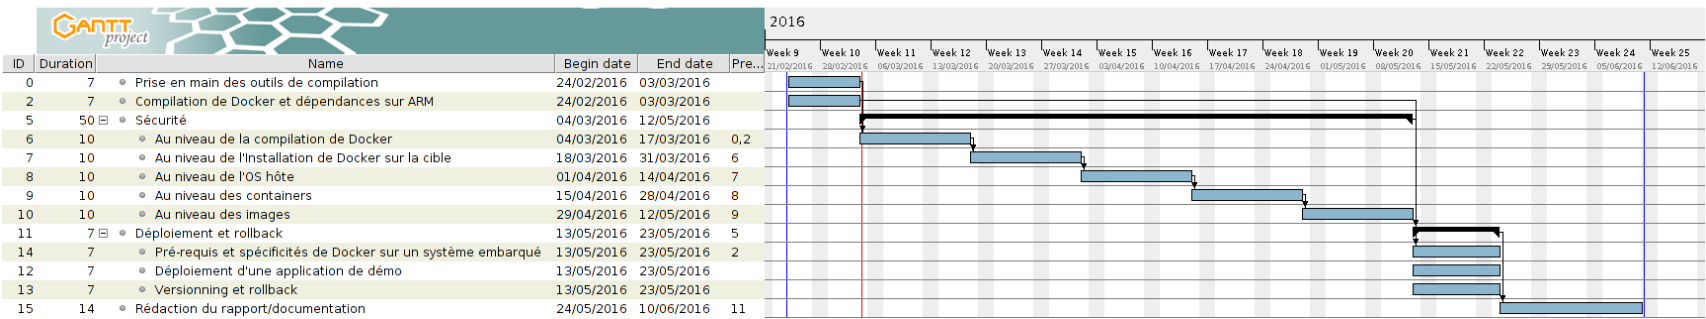 GANTT project
2016
Week 9 Week 10 Week 11 Week 12 Week 13 Week 14 Week 15 Week 16 Week 17 Week 18 Week 19 Week 20 Week 21 Week 22 Week 23 Week 24 Week 25
ID Duration Name Begin date End date Pre...
21/02/2016 28/02/2016 06/03/2016 13/03/2016 20/03/2016 27/03/2016 03/04/2016 10/04/2016 17/04/2016 24/04/2016 01/05/2016 08/05/2016 15/05/2016 22/05/2016 29/05/2016 05/06/2016 12/06/2016
0 7 Prise en main des outils de compilation 24/02/2016 03/03/2016
2 7 Compilation de Docker et dépendances sur ARM 24/02/2016 03/03/2016
5 50 Sécurité 04/03/2016 12/05/2016
6 10 Au niveau de la compilation de Docker 04/03/2016 17/03/2016 0,2
7 10 Au niveau de l'Installation de Docker sur la cible 18/03/2016 31/03/2016 6
8 10 Au niveau de l'OS hôte 01/04/2016 14/04/2016 7
9 10 Au niveau des containers 15/04/2016 28/04/2016 8
10 10 Au niveau des images 29/04/2016 12/05/2016 9
11 7 Déploiement et rollback 13/05/2016 23/05/2016 5
14 7 Pré-requis et spécificités de Docker sur un système embarqué 13/05/2016 23/05/2016 2
12 7 Déploiement d'une application de démo 13/05/2016 23/05/2016
13 7 Versionning et rollback 13/05/2016 23/05/2016
15 14 Rédaction du rapport/documentation 24/05/2016 10/06/2016 11